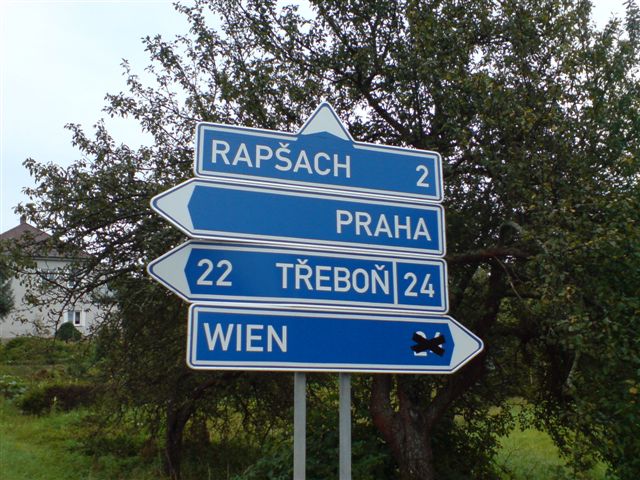 RAPŠACH 2
PRAHA
22 TŘEBOŇ 24
WIEN